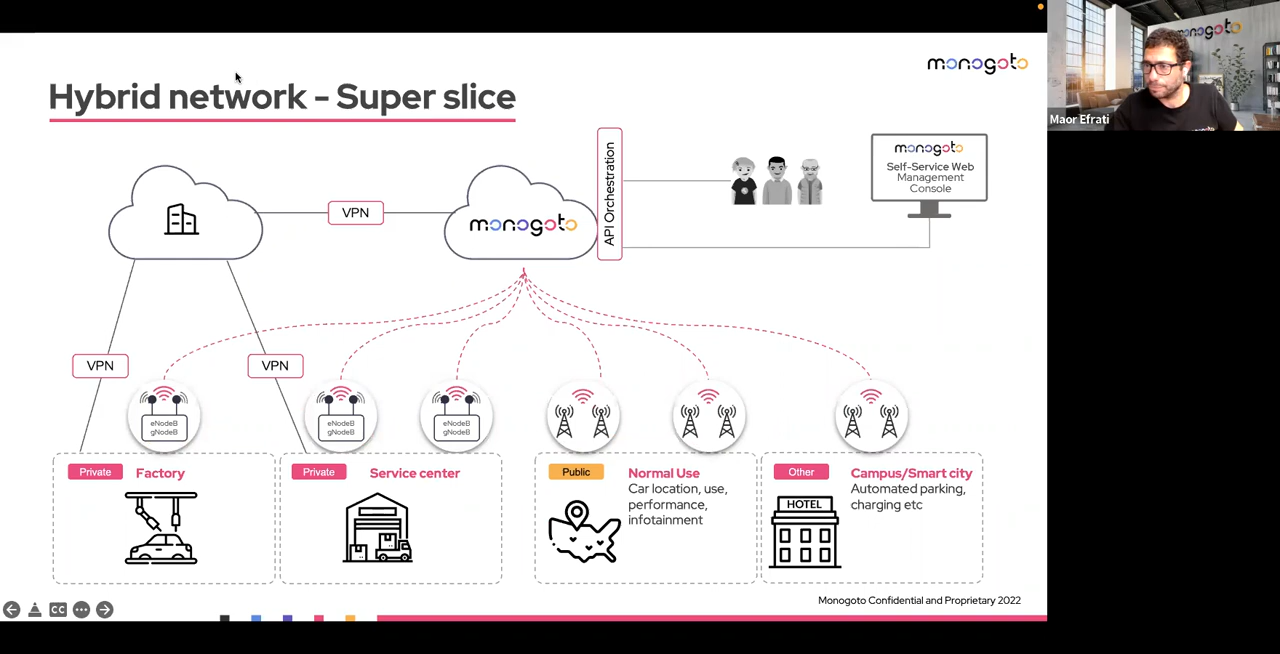 monogoto
Hybrid network - Super slice
monogoto
Maor Efrati
API Orchestration
monogoto
Self-Service Web
Management
Console
VPN
monogoto
VPN
VPN
eNodeB
gNodeB
eNodeB
gNodeB
eNodeB
gNodeB
Private
Factory
Private
Service center
Public
Normal Use
Car location, use,
performance,
infotainment
Other
Campus/Smart city
Automated parking,
charging etc
HOTEL
Monogoto Confidential and Proprietary 2022
CC